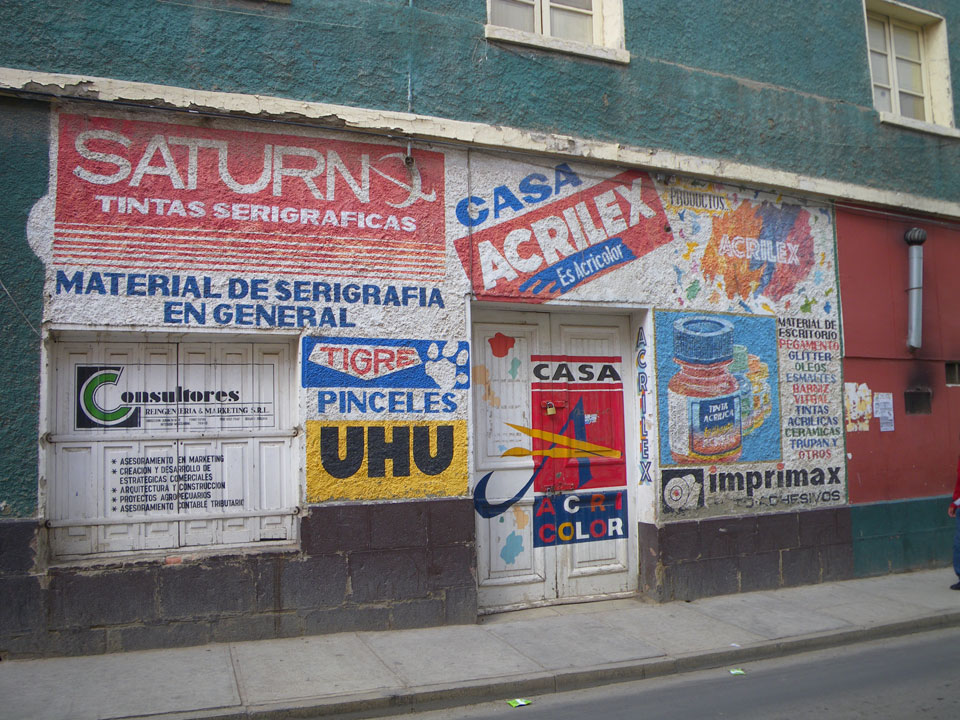 SATURNO
TINTAS SERIGRAFICAS
MATERIAL DE SERIGRAFIA
EN GENERAL
Consultores
REINGENIERIA & MARKETING S.R.L.
* ASESORAMIENTO EN MARKETING
* CREACION Y DESARROLLO DE
ESTRATEGIAS COMERCIALES
* ARQUITECTURA Y CONSTRUCCION
* PROYECTOS AGROPECUARIOS
* ASESORAMIENTO CONTABLE TRIBUTARIO
TIGRE
PINCELES
UHU
CASA
ACRILEX
Es Acricolor
CASA
A
ACRI
COLOR
ACRILEX
PRODUCTOS
ACRILEX
TINTA
ACRILICA
MATERIAL DE
ESCRITORIO
PEGAMENTO
GLITTER
OLEOS
ESMALTES
BARNIZ
VITRAL
TINTAS
ACRILICAS
CERAMICAS
TRUPAN Y
OTROS
imprimax
ADHESIVOS